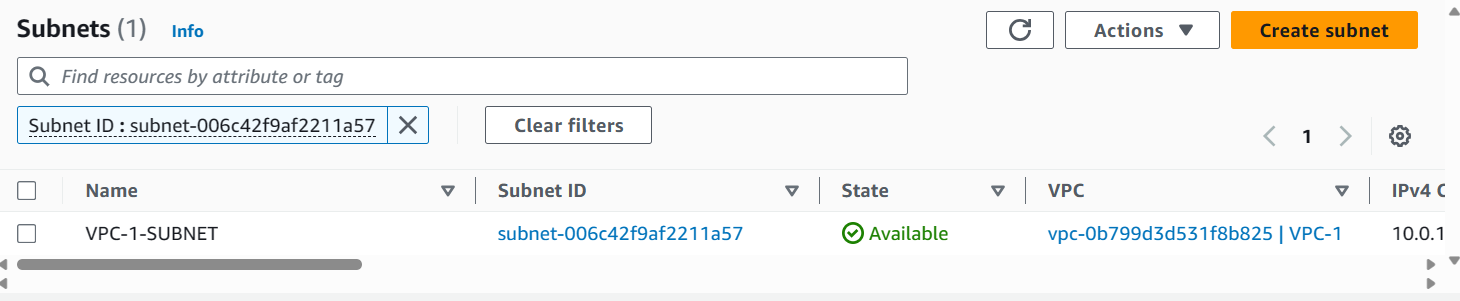 Subnets (1) Info
Actions Create subnet
Find resources by attribute or tag
Subnet ID : subnet-006c42f9af2211a57 Clear filters
1
Name Subnet ID State VPC IPv4 C
VPC-1-SUBNET subnet-006c42f9af2211a57 Available vpc-0b799d3d531f8b825 | VPC-1 10.0.1